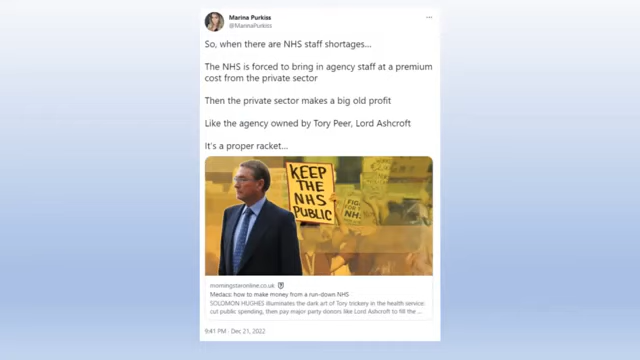 Marina Purkiss
@MarinaPurkiss
So, when there are NHS staff shortages...
The NHS is forced to bring in agency staff at a premium
cost from the private sector
Then the private sector makes a big old profit
Like the agency owned by Tory Peer, Lord Ashcroft
It's a proper racket...
KEEP
THE
NHS
PUBLIC
FIGHT
FOR
NHS
morningstaronline.co.uk
Medacs: how to make money from a run-down NHS
SOLOMON HUGHES illuminates the dark art of Tory trickery in the health service:
cut public spending, then pay major party donors like Lord Ashcroft to fill the ...
9:41 PM · Dec 21, 2022